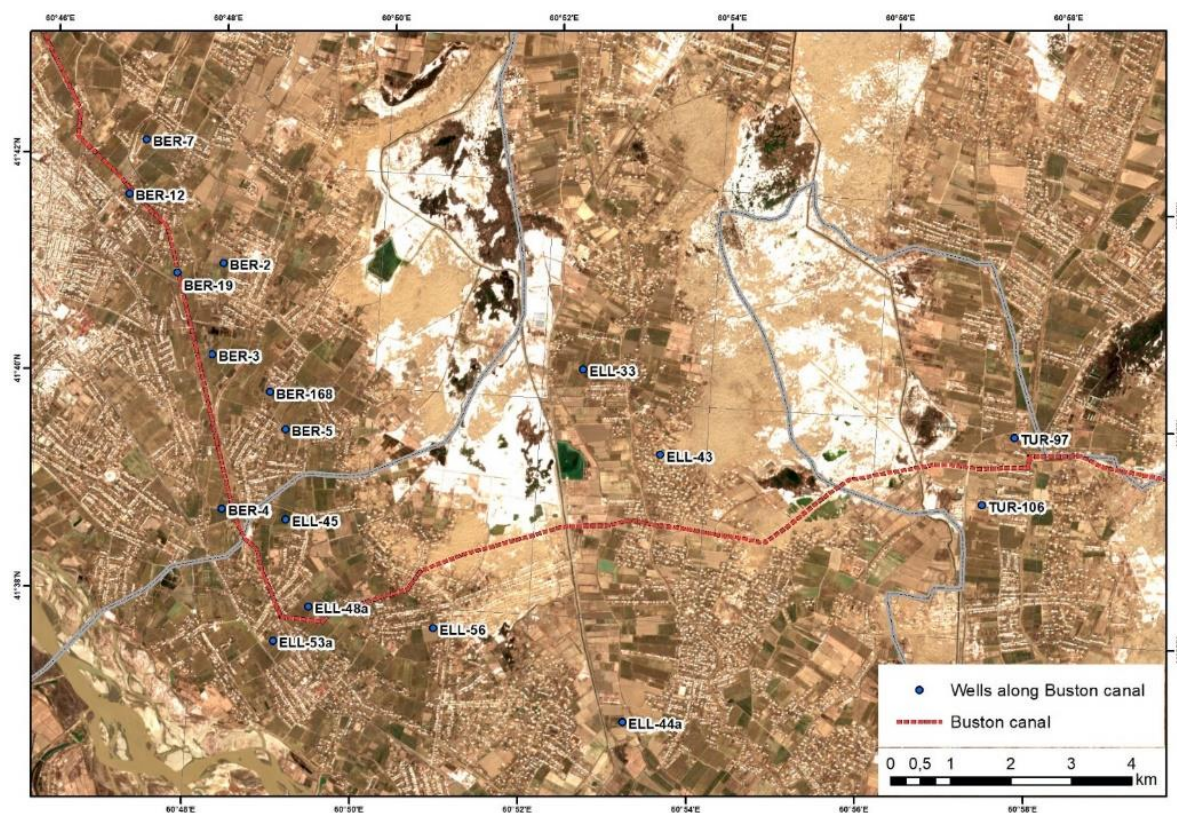 60°46'E 60°48'E 60°50'E 60°52'E 60°54'E 60°56'E 60°58'E
BER-7
41°42'N
BER-12
BER-2
BER-19
BER-3
41°40'N
ELL-33
BER-168
BER-5
TUR-97
ELL-43
BER-4
TUR-106
ELL-45
41°38'N
ELL-48a
ELL-56
ELL-53a
Wells along Buston canal
ELL-44a
Buston canal
0 0,5 1 2 3 4
km
60°48'E 60°50'E 60°52'E 60°54'E 60°56'E 60°58'E